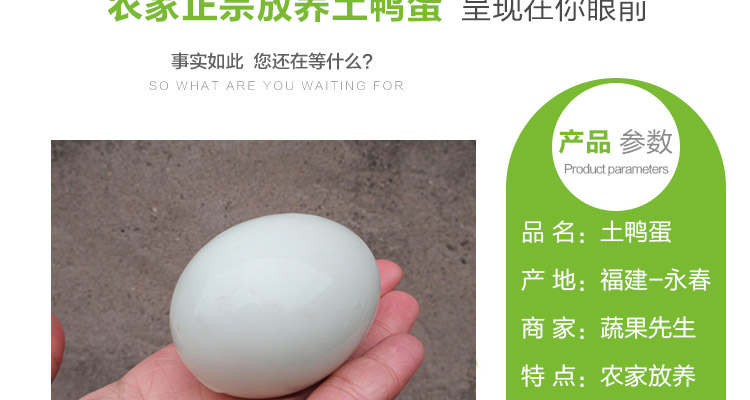 农家正宗放养土鸭蛋 呈现在你眼前
事实如此 您还在等什么？
SO WHAT ARE YOU WAITING FOR
产品 参数
Product parameters
品 名：土鸭蛋
产 地：福建-永春
商 家：蔬果先生
特 点：农家放养